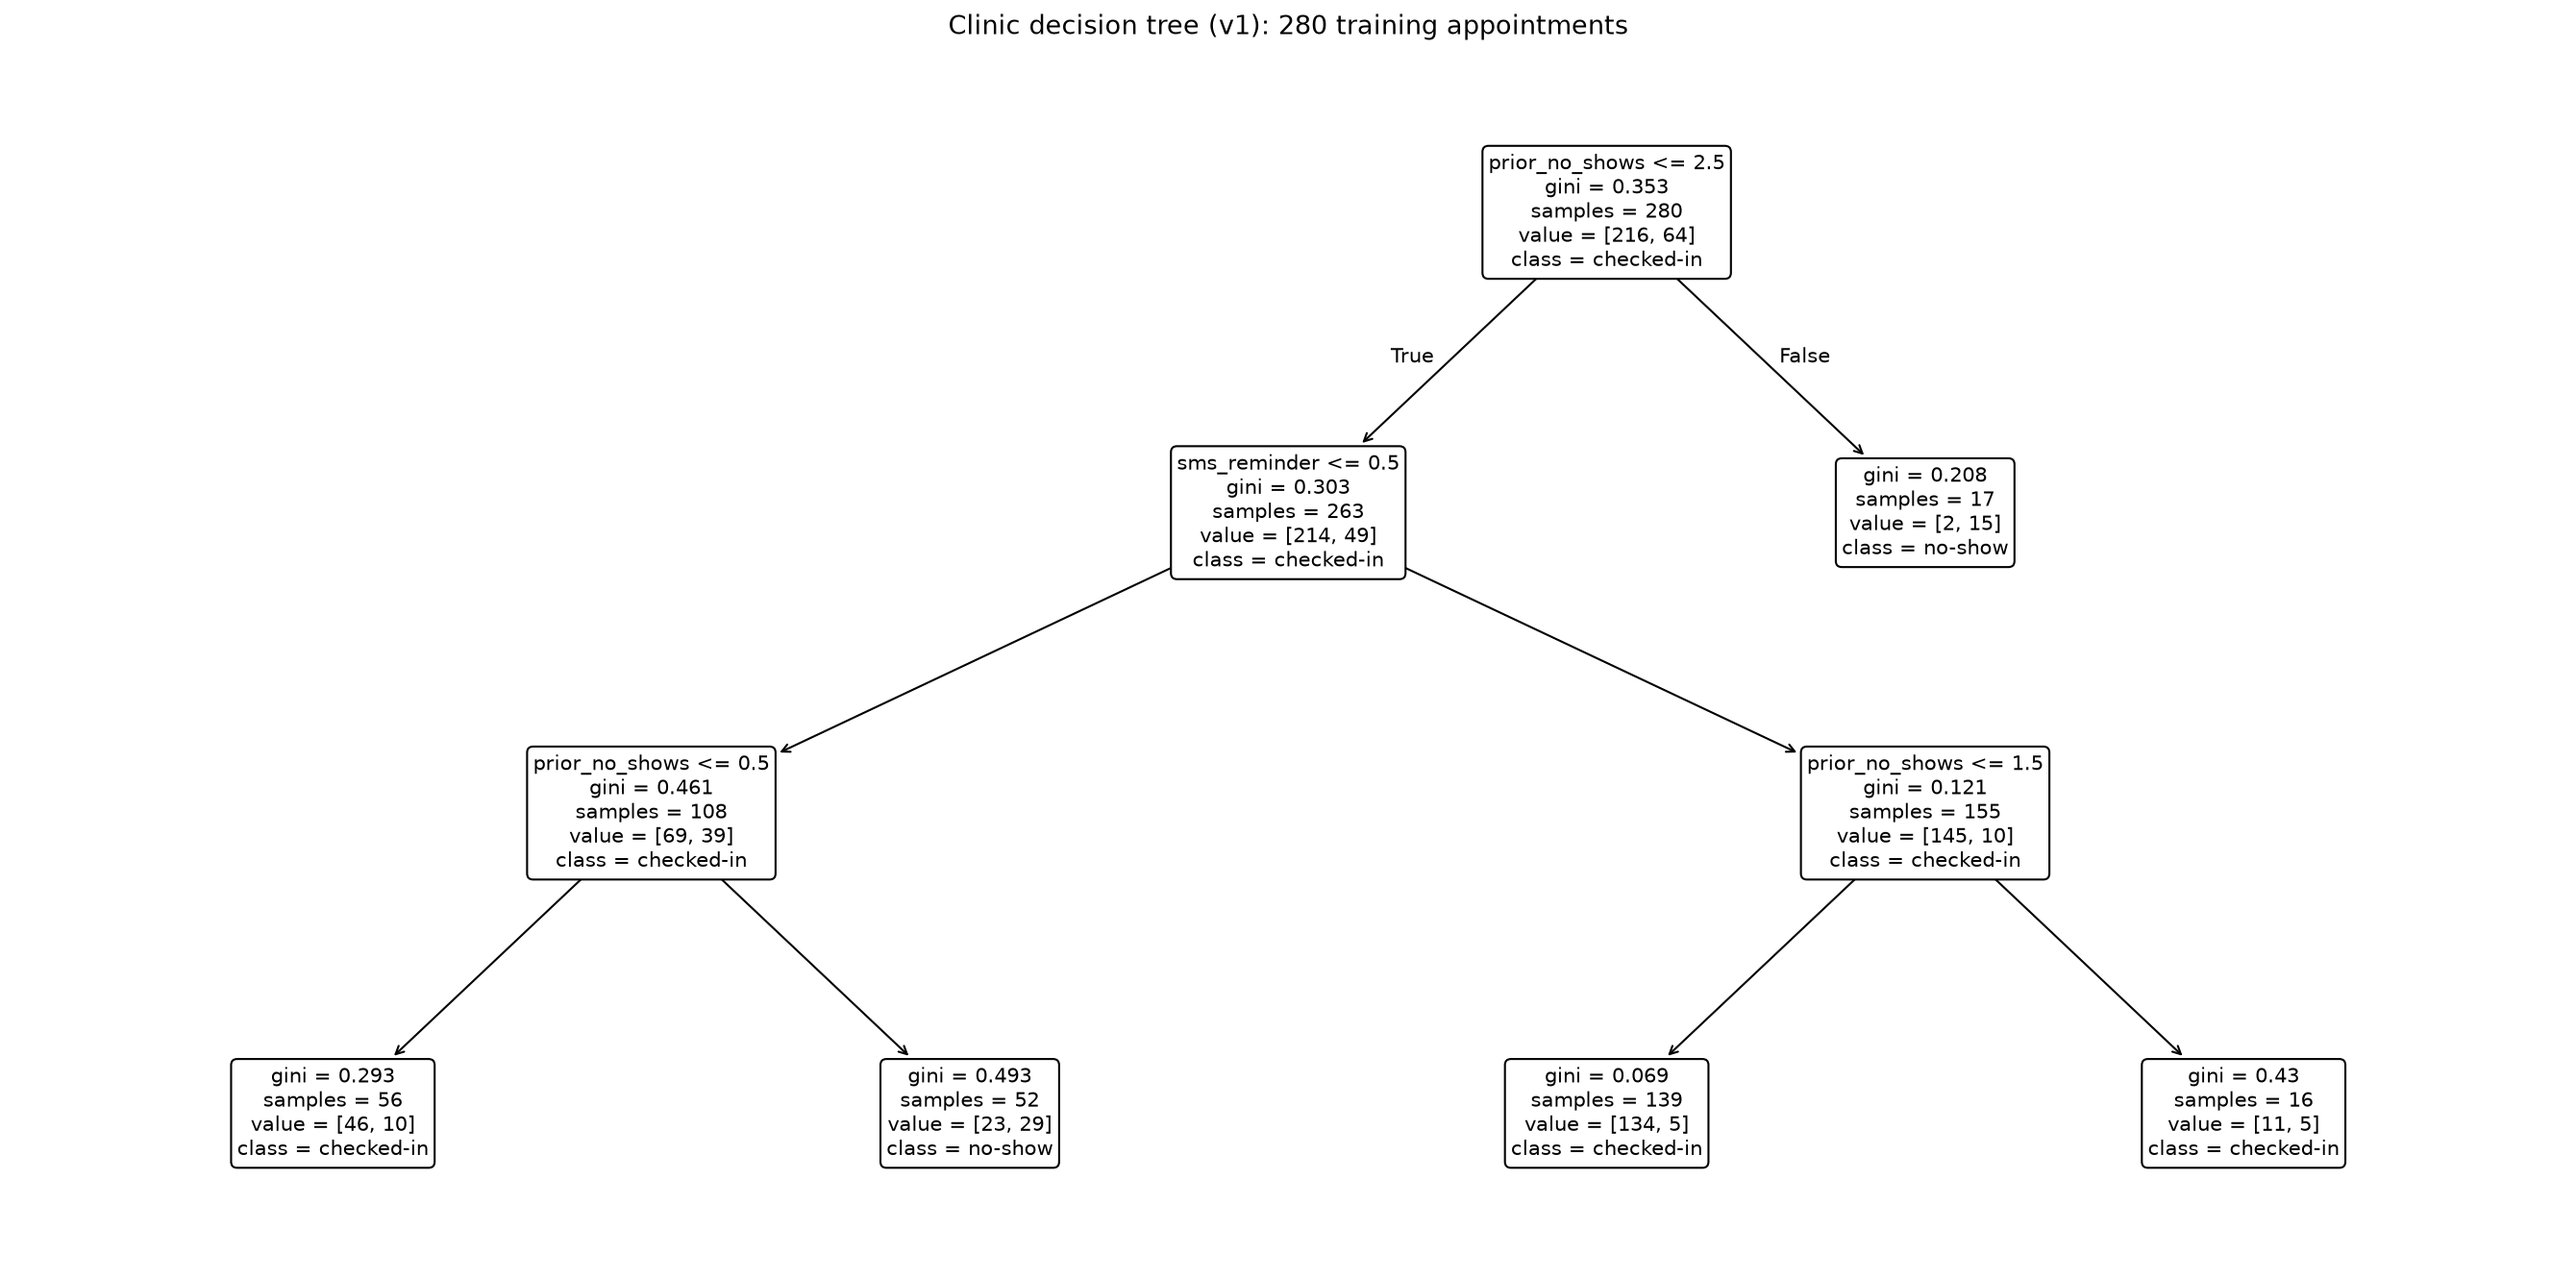 Clinic decision tree (v1): 280 training appointments
prior_no_shows <= 2.5
gini = 0.353
samples = 280
value = [216, 64]
class = checked-in
True
False
sms_reminder <= 0.5
gini = 0.303
samples = 263
value = [214, 49]
class = checked-in
gini = 0.208
samples = 17
value = [2, 15]
class = no-show
prior_no_shows <= 0.5
gini = 0.461
samples = 108
value = [69, 39]
class = checked-in
prior_no_shows <= 1.5
gini = 0.121
samples = 155
value = [145, 10]
class = checked-in
gini = 0.293
samples = 56
value = [46, 10]
class = checked-in
gini = 0.493
samples = 52
value = [23, 29]
class = no-show
gini = 0.069
samples = 139
value = [134, 5]
class = checked-in
gini = 0.43
samples = 16
value = [11, 5]
class = checked-in